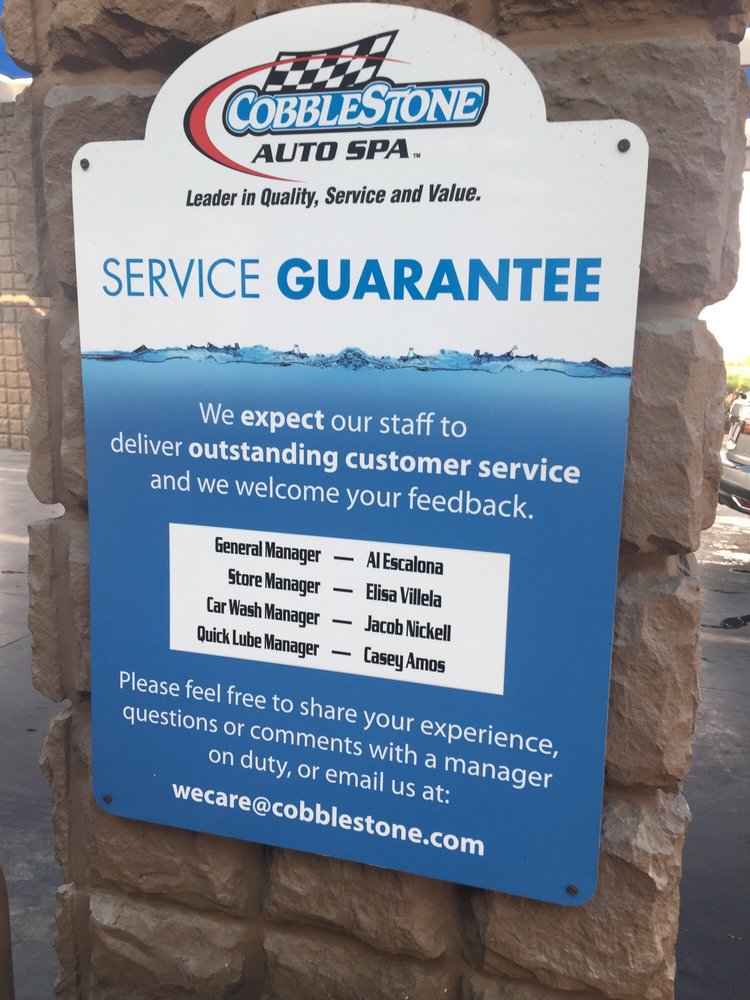 COBBLESTONE
AUTO SPA™
Leader in Quality, Service and Value.
SERVICE GUARANTEE
We expect our staff to
deliver outstanding customer service
and we welcome your feedback.
General Manager — Al Escalona
Store Manager — Elisa Villela
Car Wash Manager — Jacob Nickell
Quick Lube Manager — Casey Amos
Please feel free to share your experience,
questions or comments with a manager
on duty, or email us at:
wecare@cobblestone.com